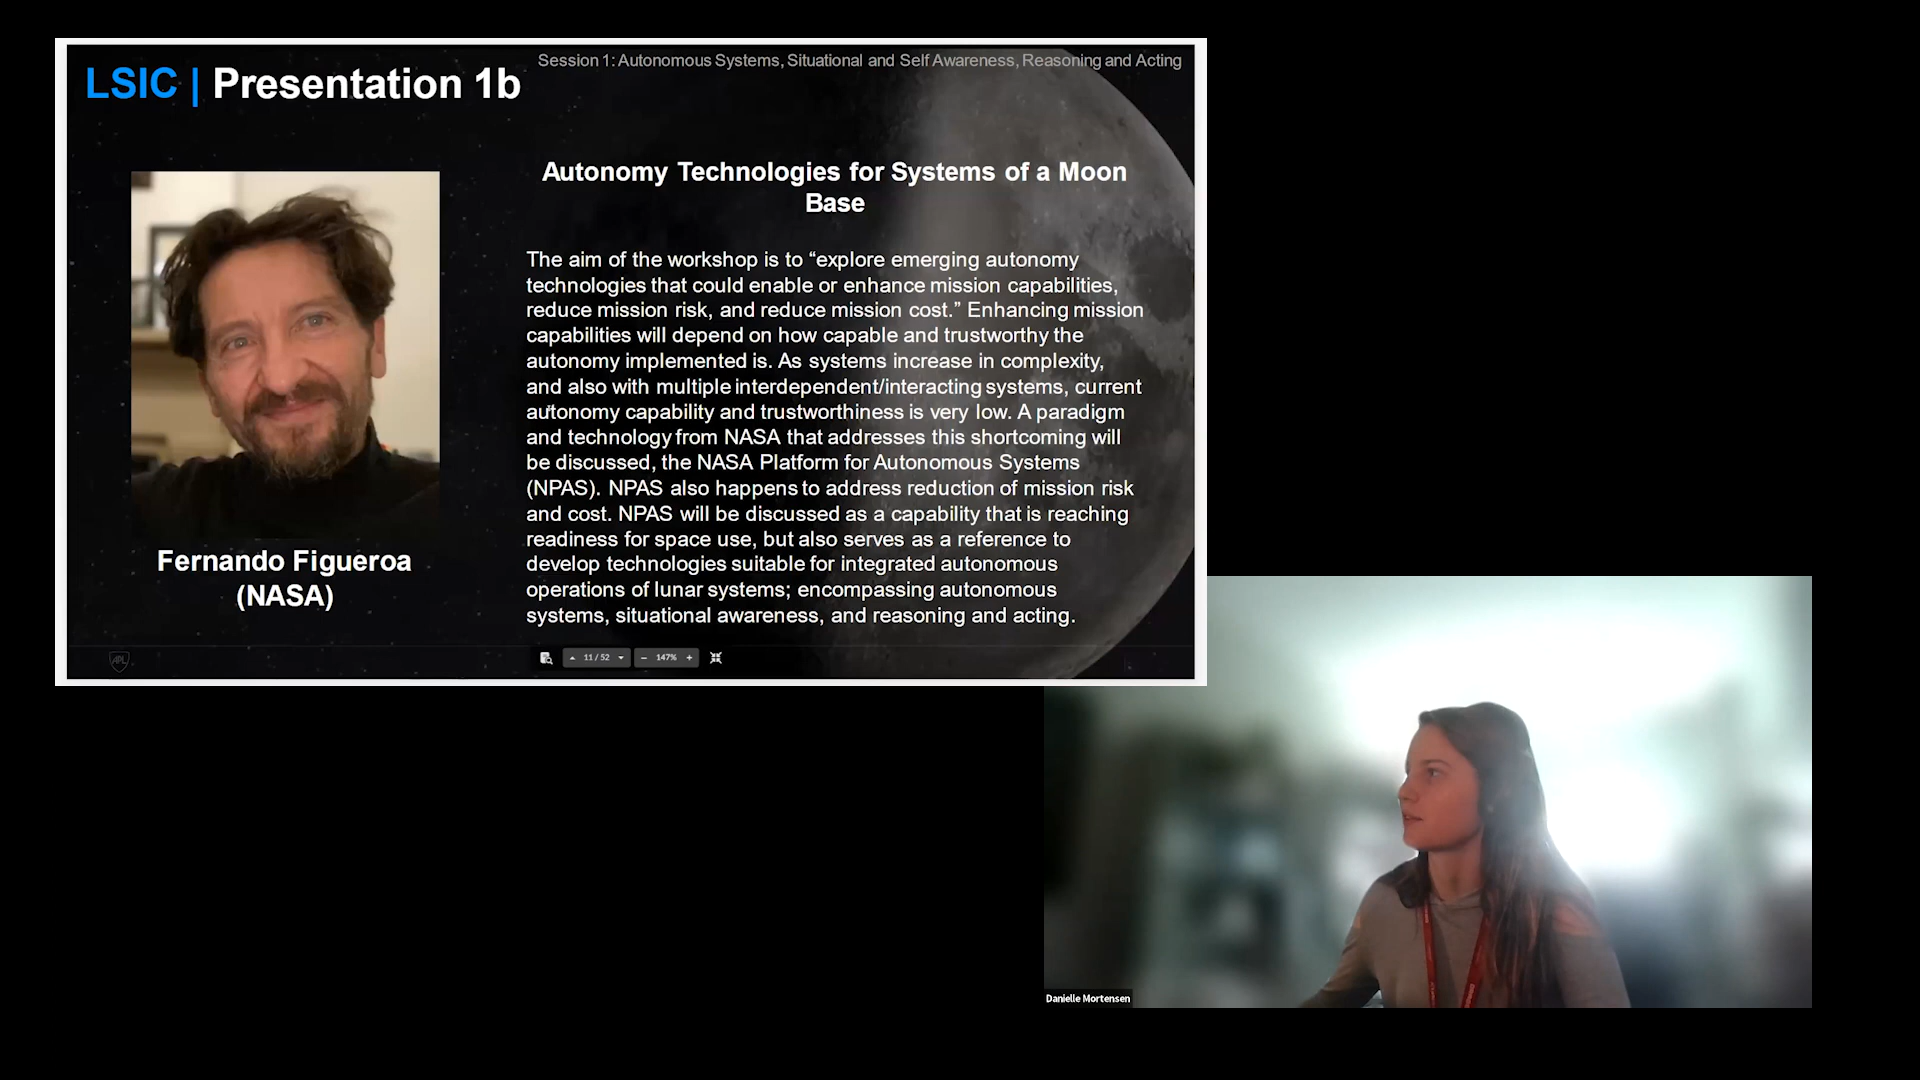 Session 1: Autonomous Systems, Situational and Self Awareness, Reasoning and Acting
LSIC | Presentation 1b
Autonomy Technologies for Systems of a Moon
Base
The aim of the workshop is to “explore emerging autonomy
technologies that could enable or enhance mission capabilities,
reduce mission risk, and reduce mission cost.” Enhancing mission
capabilities will depend on how capable and trustworthy the
autonomy implemented is. As systems increase in complexity,
and also with multiple interdependent/interacting systems, current
autonomy capability and trustworthiness is very low. A paradigm
and technology from NASA that addresses this shortcoming will
be discussed, the NASA Platform for Autonomous Systems
(NPAS). NPAS also happens to address reduction of mission risk
and cost. NPAS will be discussed as a capability that is reaching
readiness for space use, but also serves as a reference to
develop technologies suitable for integrated autonomous
operations of lunar systems; encompassing autonomous
systems, situational awareness, and reasoning and acting.
Fernando Figueroa
(NASA)
APL
11 / 52
147%
Danielle Mortensen